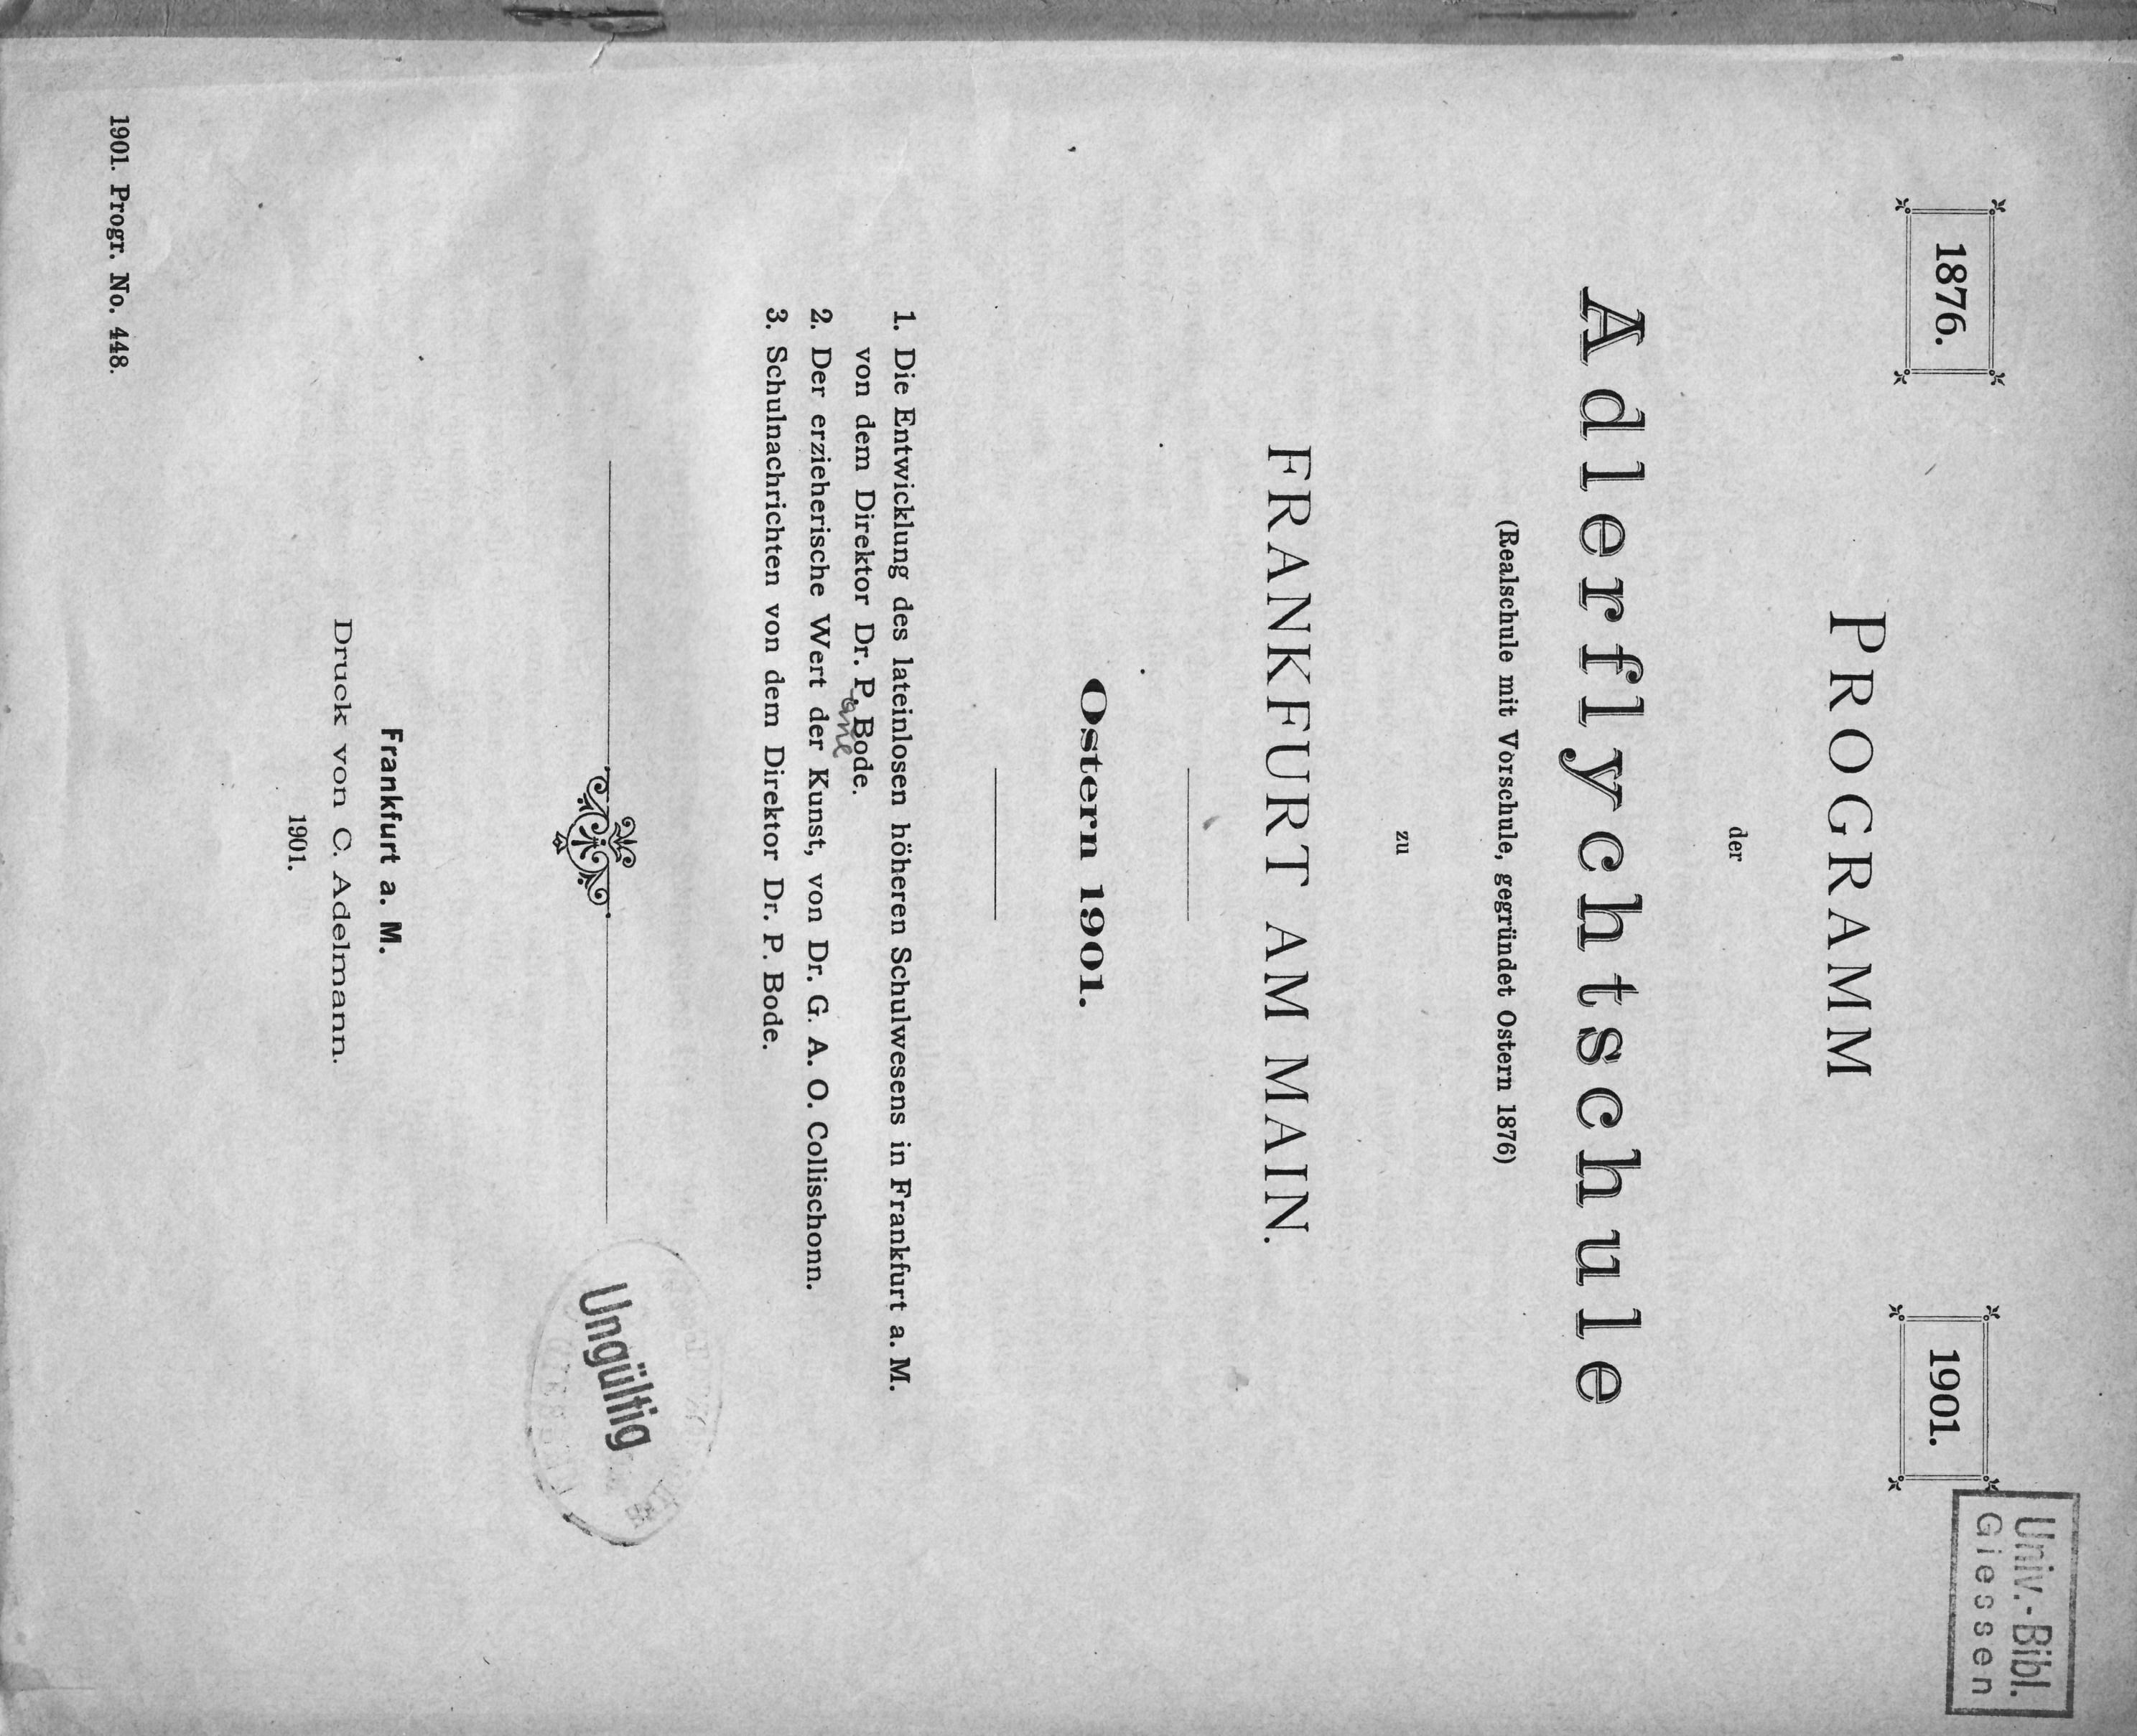 1876.
1901.
Univ.-Bibl.
Giessen
PROGRAMM
der
Adlerflychtschule
(Realschule mit Vorschule, gegründet Ostern 1876)
zu
FRANKFURT AM MAIN.
Ostern 1901.
1. Die Entwicklung des lateinlosen höheren Schulwesens in Frankfurt a. M.
von dem Direktor Dr. P. Bode.
2. Der erzieherische Wert der Kunst, von Dr. G. A. O. Collischonn.
3. Schulnachrichten von dem Direktor Dr. P. Bode.
Ungültig
Frankfurt a. M.
Druck von C. Adelmann.
1901.
1901. Progr. No. 448.